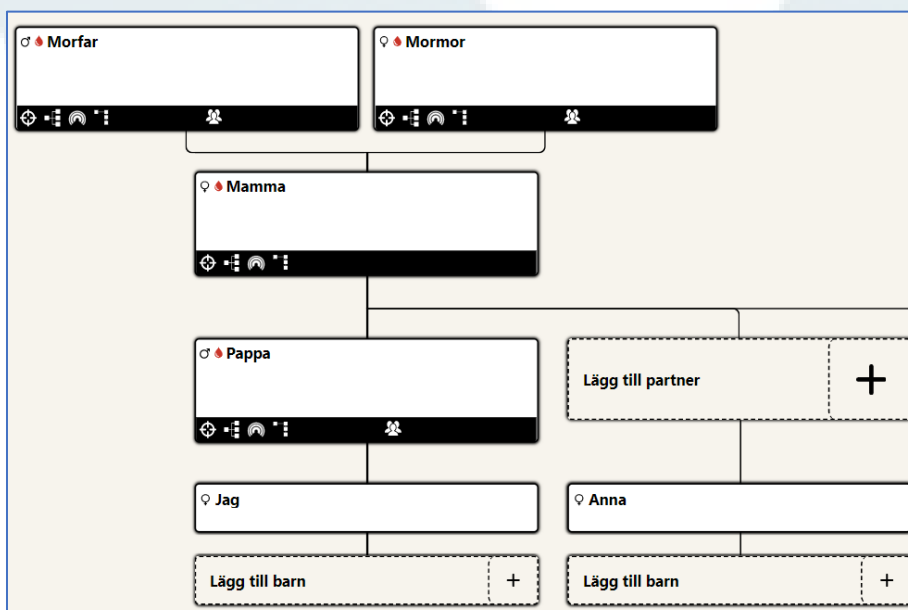 Morfar
Mormor
Mamma
Pappa
Lägg till partner
Jag
Anna
Lägg till barn
Lägg till barn